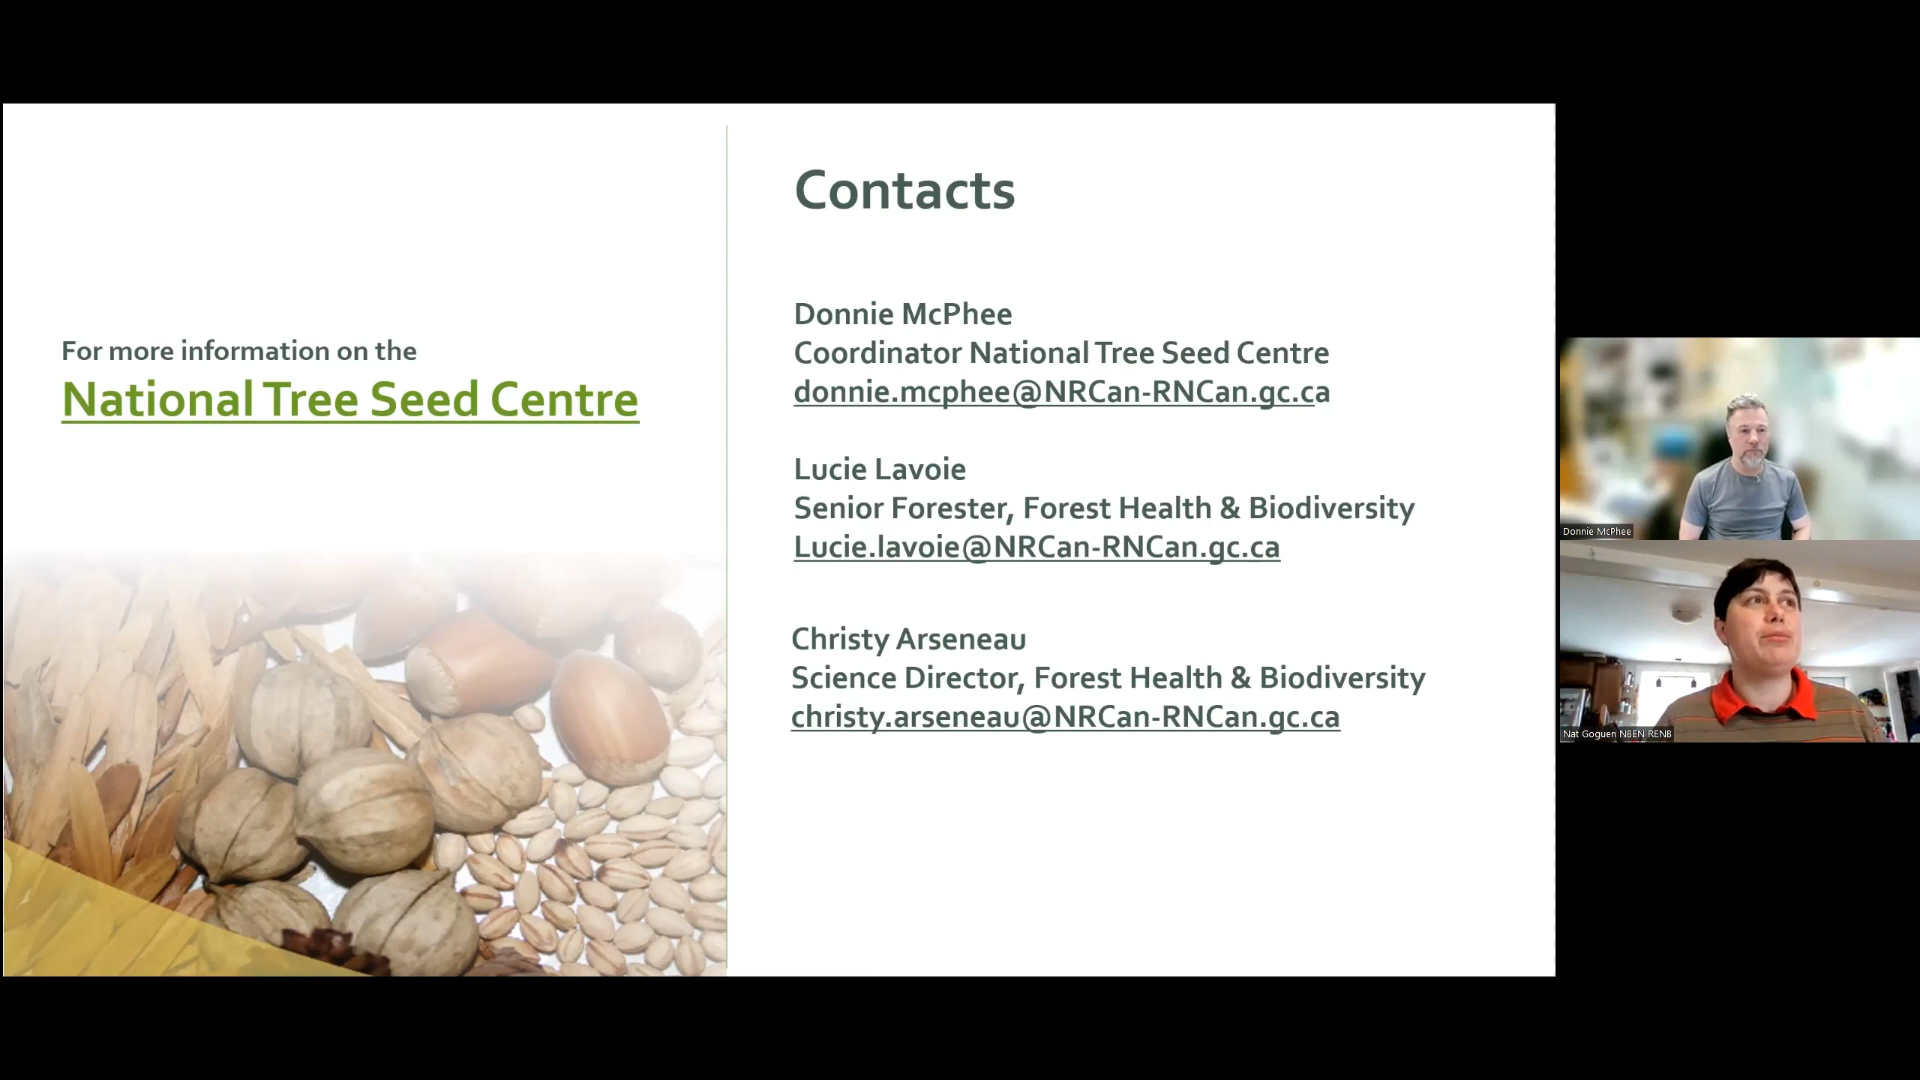 For more information on the
National Tree Seed Centre
Contacts
Donnie McPhee
Coordinator National Tree Seed Centre
donnie.mcphee@NRCan-RNCan.gc.ca
Lucie Lavoie
Senior Forester, Forest Health & Biodiversity
Lucie.lavoie@NRCan-RNCan.gc.ca
Christy Arseneau
Science Director, Forest Health & Biodiversity
christy.arseneau@NRCan-RNCan.gc.ca
Donnie McPhee
Nat Goguen NBEN RENB